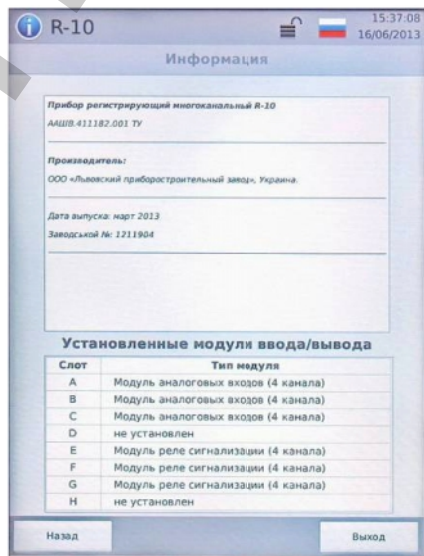 R-10
15:37:08
16/06/2013
Информация
Прибор регистрирующий многоканальный R-10
ААШВ.411182.001 ТУ
Производитель:
ООО «Львовский приборостроительный завод», Украина.
Дата выпуска: март 2013
Заводськой №: 1211904
Установленные модули ввода/вывода
Слот Тип модуля
A Модуль аналоговых входов (4 канала)
B Модуль аналоговых входов (4 канала)
C Модуль аналоговых входов (4 канала)
D не установлен
E Модуль реле сигнализации (4 канала)
F Модуль реле сигнализации (4 канала)
G Модуль реле сигнализации (4 канала)
H не установлен
Назад Выход